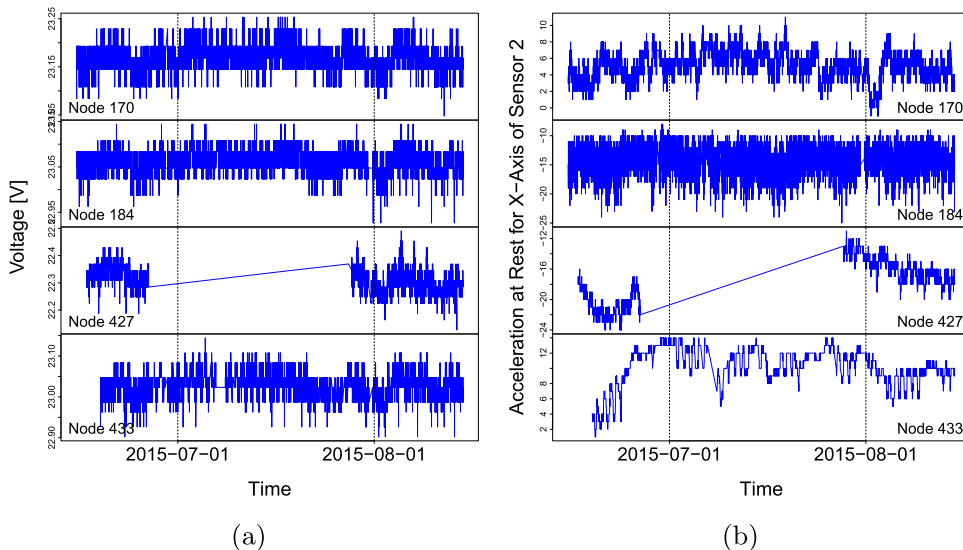 Voltage [V]
23.25
23.15
22.95
Node 170
23.05
22.95
Node 184
22.4
22.3
22.2
Node 427
23.10
23.00
22.90
Node 433
2015−07−01 2015−08−01
Time
(a)
Acceleration at Rest for X−Axis of Sensor 2
10
8
6
4
2
0
Node 170
−10
−15
−20
−25
Node 184
−12
−16
−20
−24
Node 427
12
8
6
4
2
Node 433
2015−07−01 2015−08−01
Time
(b)